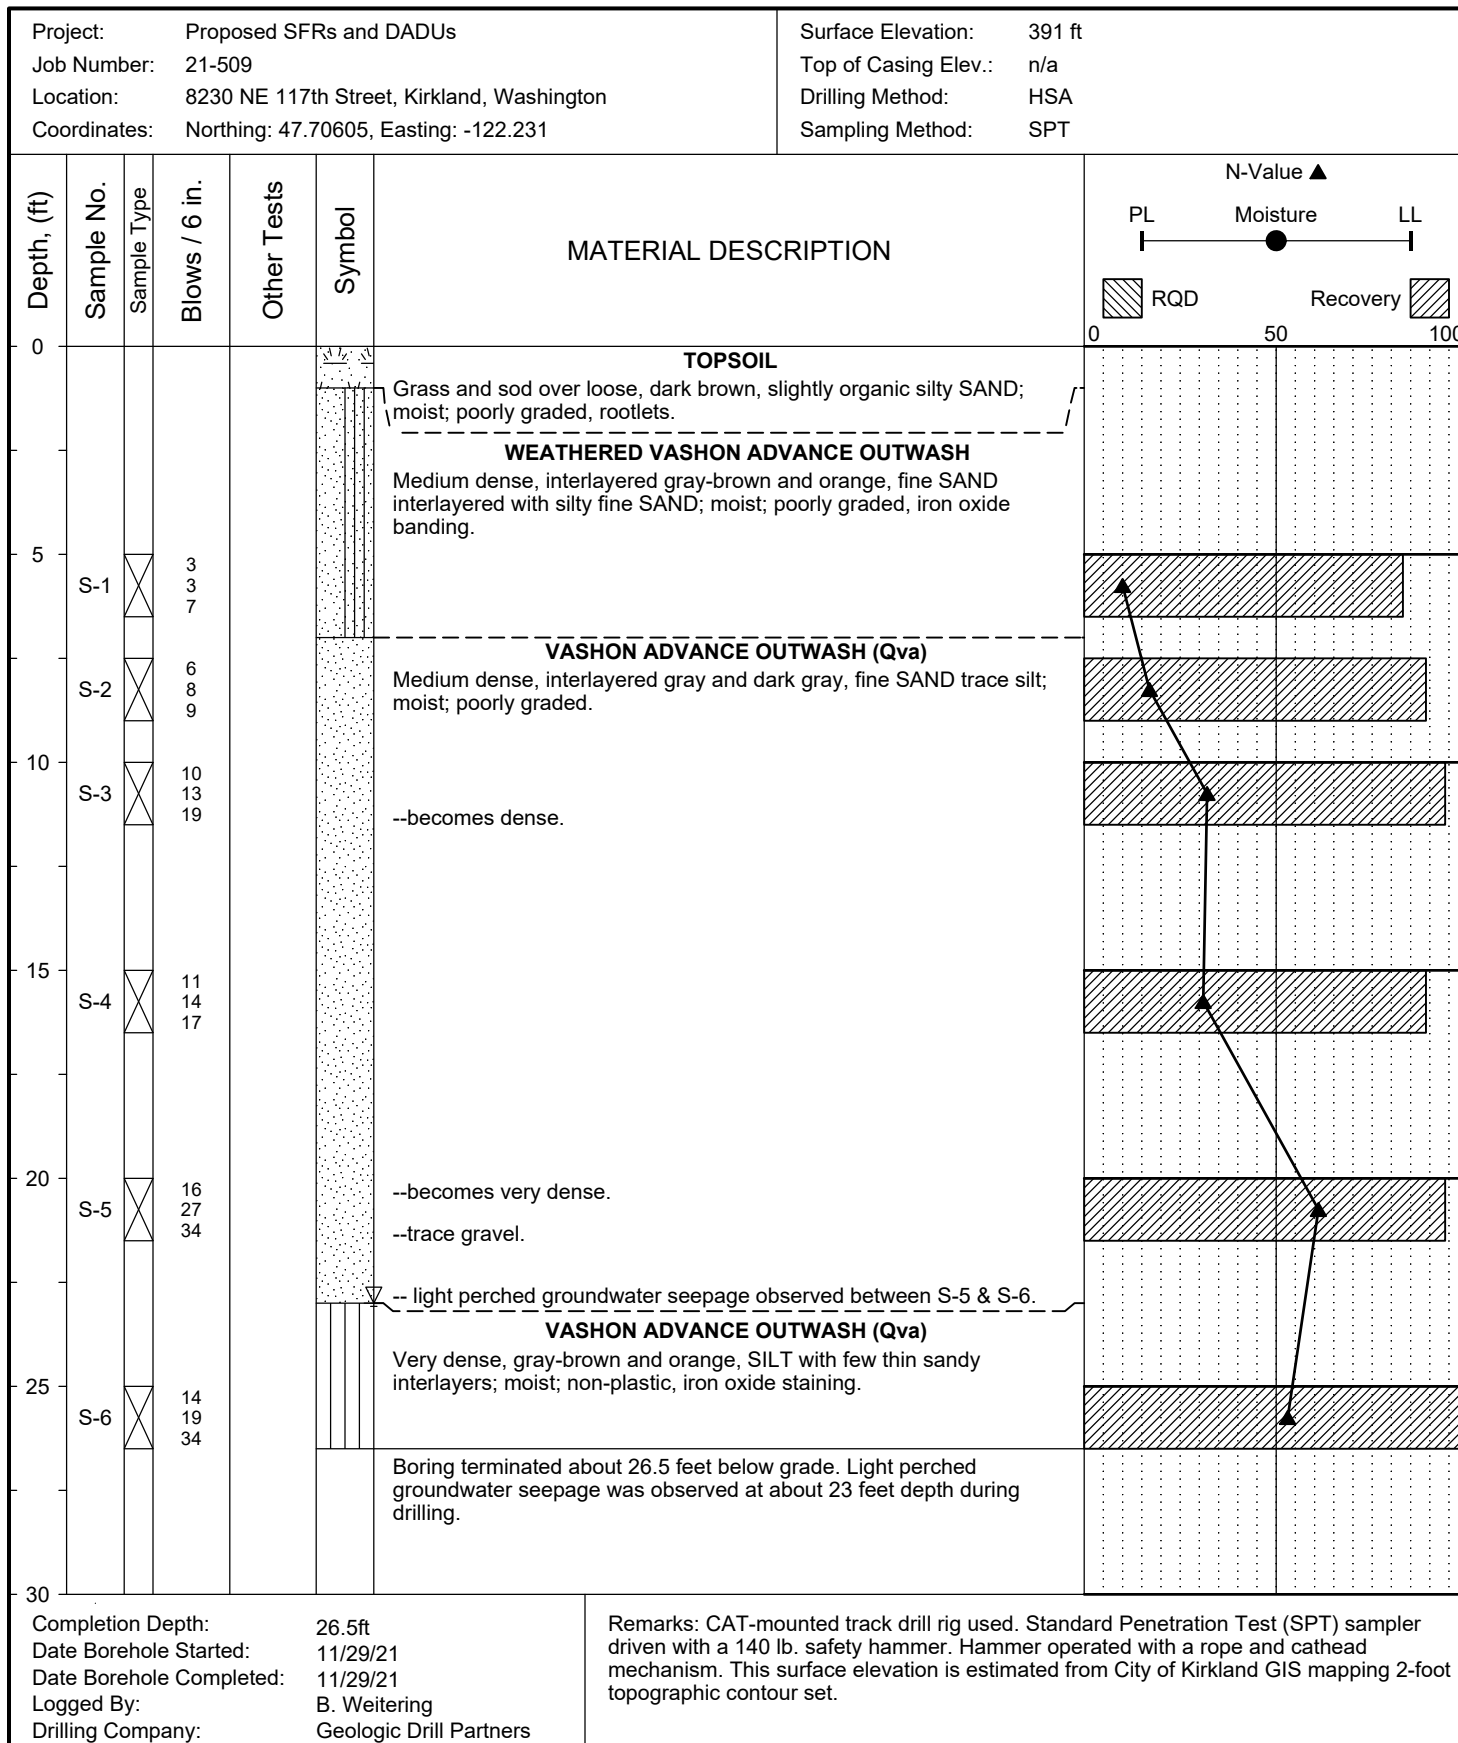 Project: Proposed SFRs and DADUs
Job Number: 21-509
Location: 8230 NE 117th Street, Kirkland, Washington
Coordinates: Northing: 47.70605, Easting: -122.231
Surface Elevation: 391 ft
Top of Casing Elev.: n/a
Drilling Method: HSA
Sampling Method: SPT
Depth, (ft)
Sample No.
Sample Type
Blows / 6 in.
Other Tests
Symbol
MATERIAL DESCRIPTION
N-Value ▲
PL Moisture LL
RQD Recovery
0 50 100
0
TOPSOIL
Grass and sod over loose, dark brown, slightly organic silty SAND;
moist; poorly graded, rootlets.
WEATHERED VASHON ADVANCE OUTWASH
Medium dense, interlayered gray-brown and orange, fine SAND
interlayered with silty fine SAND; moist; poorly graded, iron oxide
banding.
5
S-1
3
3
7
VASHON ADVANCE OUTWASH (Qva)
Medium dense, interlayered gray and dark gray, fine SAND trace silt;
moist; poorly graded.
S-2
6
8
9
10
S-3
10
13
19
--becomes dense.
15
S-4
11
14
17
20
S-5
16
27
34
--becomes very dense.
--trace gravel.
-- light perched groundwater seepage observed between S-5 & S-6.
VASHON ADVANCE OUTWASH (Qva)
Very dense, gray-brown and orange, SILT with few thin sandy
interlayers; moist; non-plastic, iron oxide staining.
25
S-6
14
19
34
Boring terminated about 26.5 feet below grade. Light perched
groundwater seepage was observed at about 23 feet depth during
drilling.
30
Completion Depth: 26.5ft
Date Borehole Started: 11/29/21
Date Borehole Completed: 11/29/21
Logged By: B. Weitering
Drilling Company: Geologic Drill Partners
Remarks: CAT-mounted track drill rig used. Standard Penetration Test (SPT) sampler
driven with a 140 lb. safety hammer. Hammer operated with a rope and cathead
mechanism. This surface elevation is estimated from City of Kirkland GIS mapping 2-foot
topographic contour set.